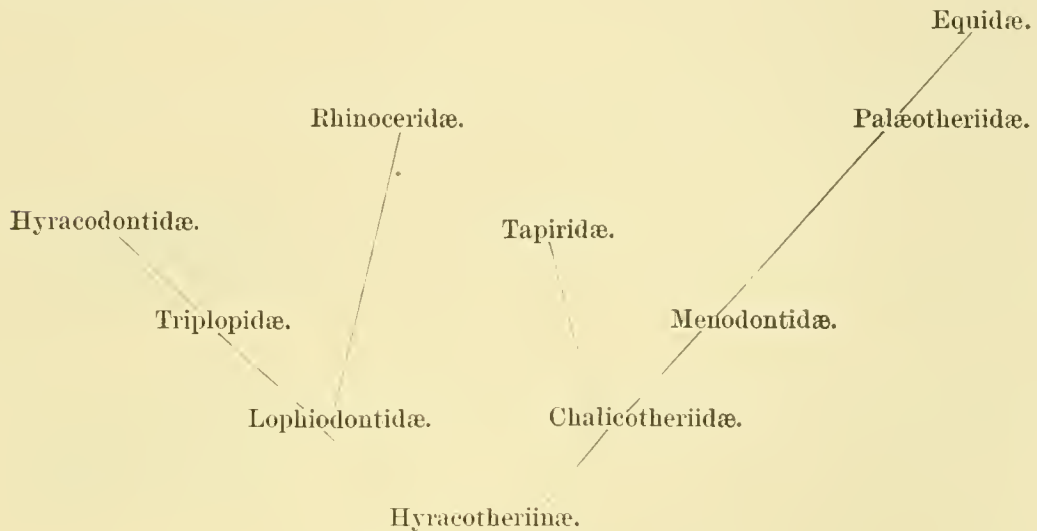 Equidæ.
Rhinoceridæ. Palæotheriidæ.
Hyracodontidæ. Tapiridæ.
Triplopidæ. Menodontidæ.
Lophiodontidæ. Chalicotheriidæ.
Hyracotheriinæ.